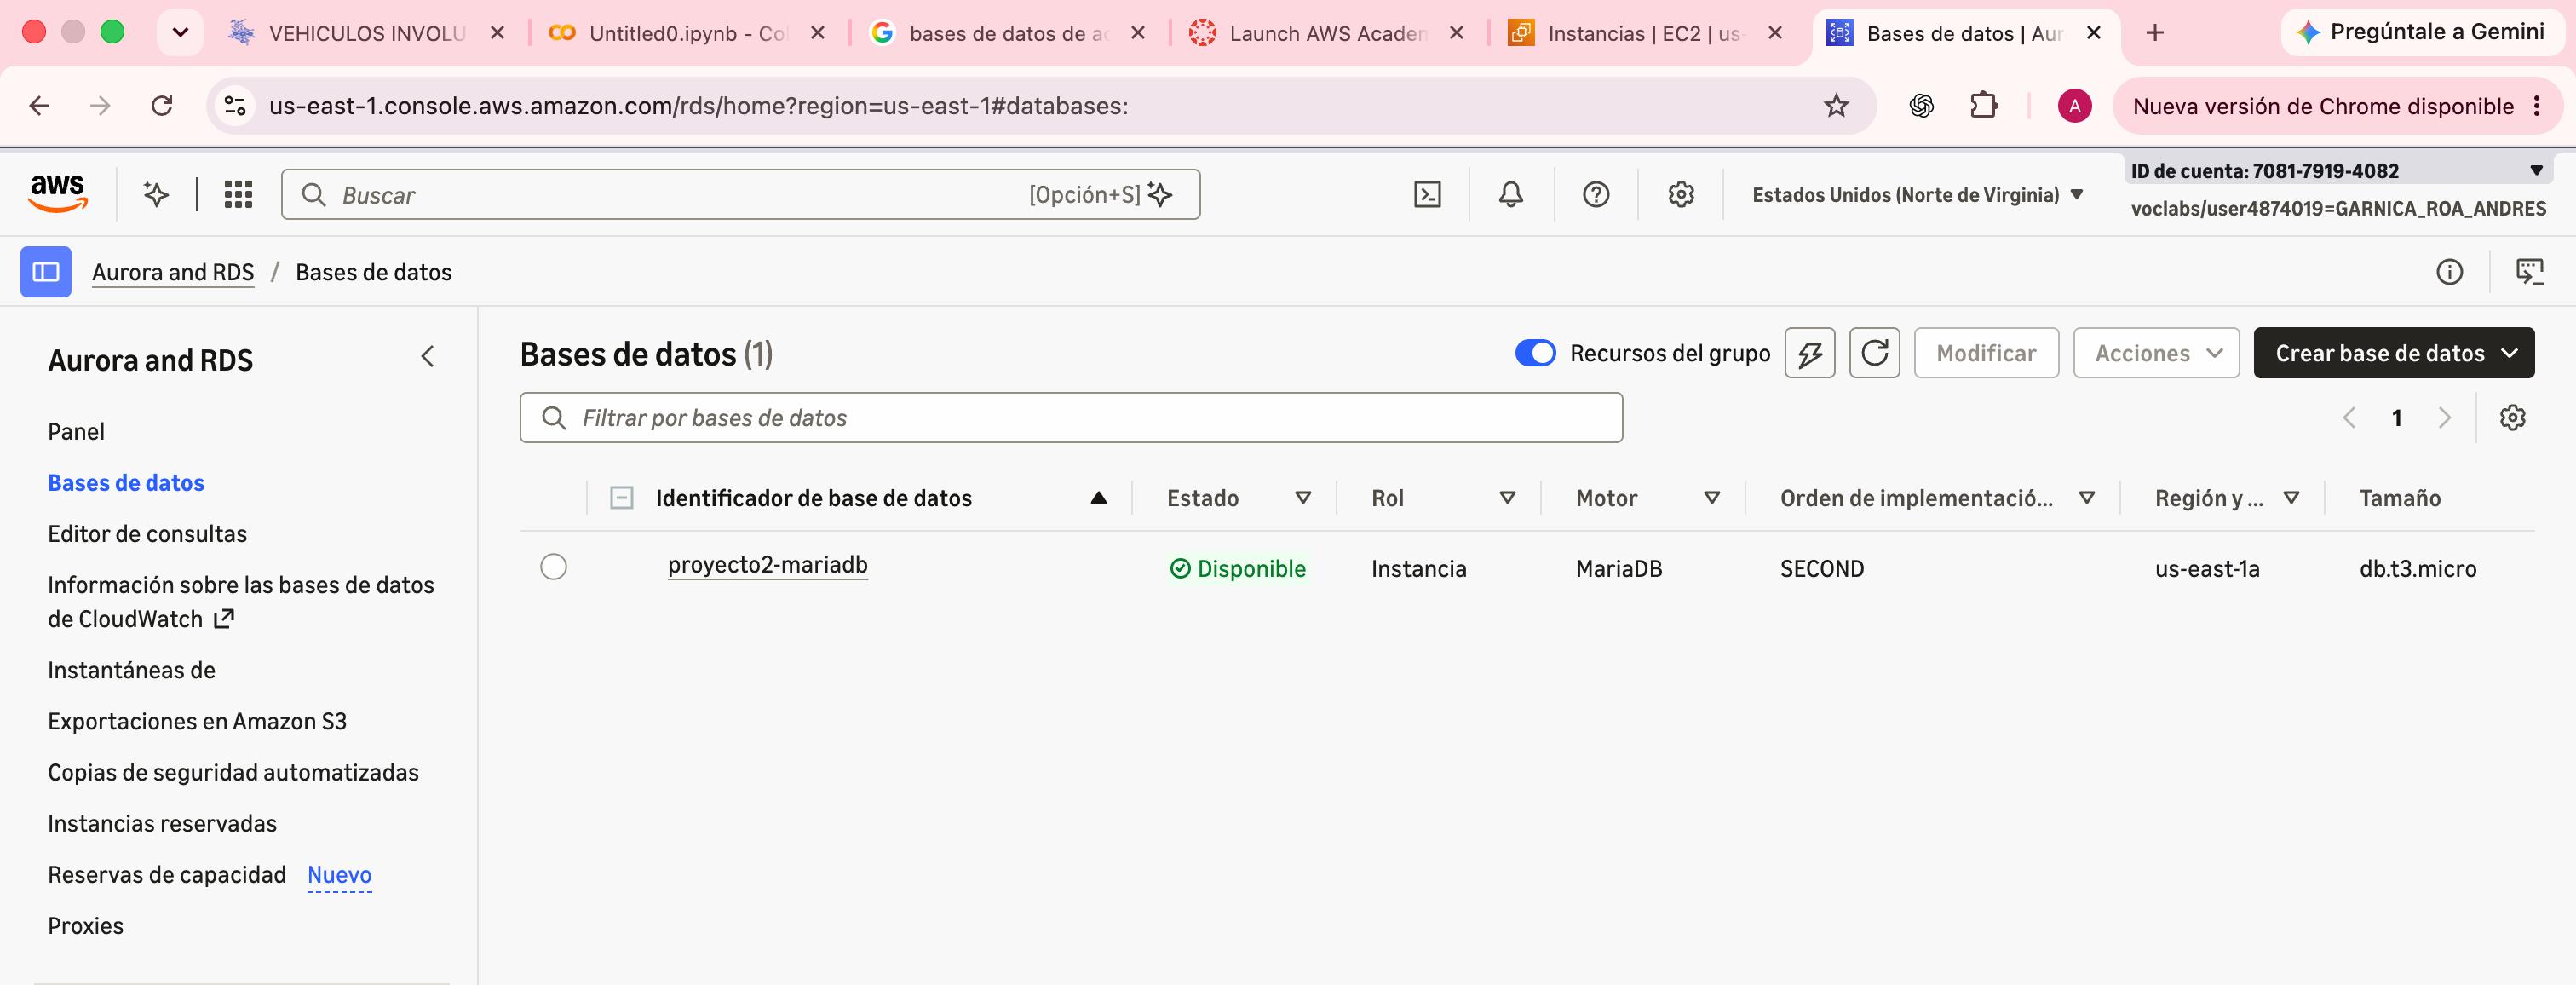 VEHICULOS INVOLU
Untitled0.ipynb - Col
bases de datos de ac
Launch AWS Academ
Instancias | EC2 | us-
Bases de datos | Aur
Pregúntale a Gemini
us-east-1.console.aws.amazon.com/rds/home?region=us-east-1#databases:
A
Nueva versión de Chrome disponible
aws
Buscar
[Opción+S]
Estados Unidos (Norte de Virginia)
ID de cuenta: 7081-7919-4082
voclabs/user4874019=GARNICA_ROA_ANDRES
Aurora and RDS / Bases de datos
Aurora and RDS
Panel
Bases de datos
Editor de consultas
Información sobre las bases de datos
de CloudWatch
Instantáneas de
Exportaciones en Amazon S3
Copias de seguridad automatizadas
Instancias reservadas
Reservas de capacidad Nuevo
Proxies
Bases de datos (1)
Recursos del grupo
Modificar
Acciones
Crear base de datos
Filtrar por bases de datos
1
Identificador de base de datos Estado Rol Motor Orden de implementació... Región y ... Tamaño
proyecto2-mariadb Disponible Instancia MariaDB SECOND us-east-1a db.t3.micro